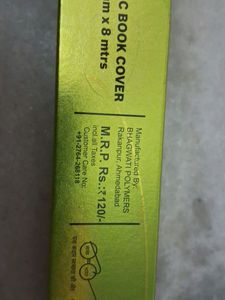 C BOOK COVER
m x 8 mtrs
Manufactured By:
BHAGWATI POLYMERS
Rakanpur, Ahmedabad
M.R.P. Rs.:₹120/-
incl all Taxes
Customer Care No:
+91-2764-268118